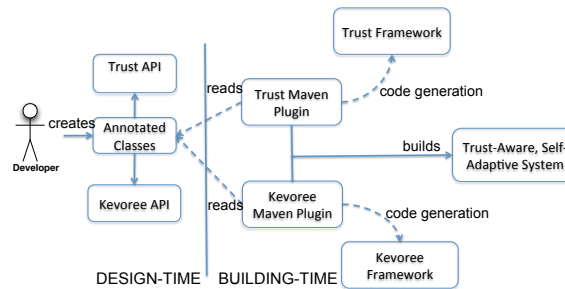 Trust Framework
Trust API
reads
Trust Maven
Plugin
code generation
creates
Annotated
Classes
Developer
builds
Trust-Aware, Self-
Adaptive System
Kevoree API
reads
Kevoree
Maven Plugin
code generation
Kevoree
Framework
DESIGN-TIME
BUILDING-TIME